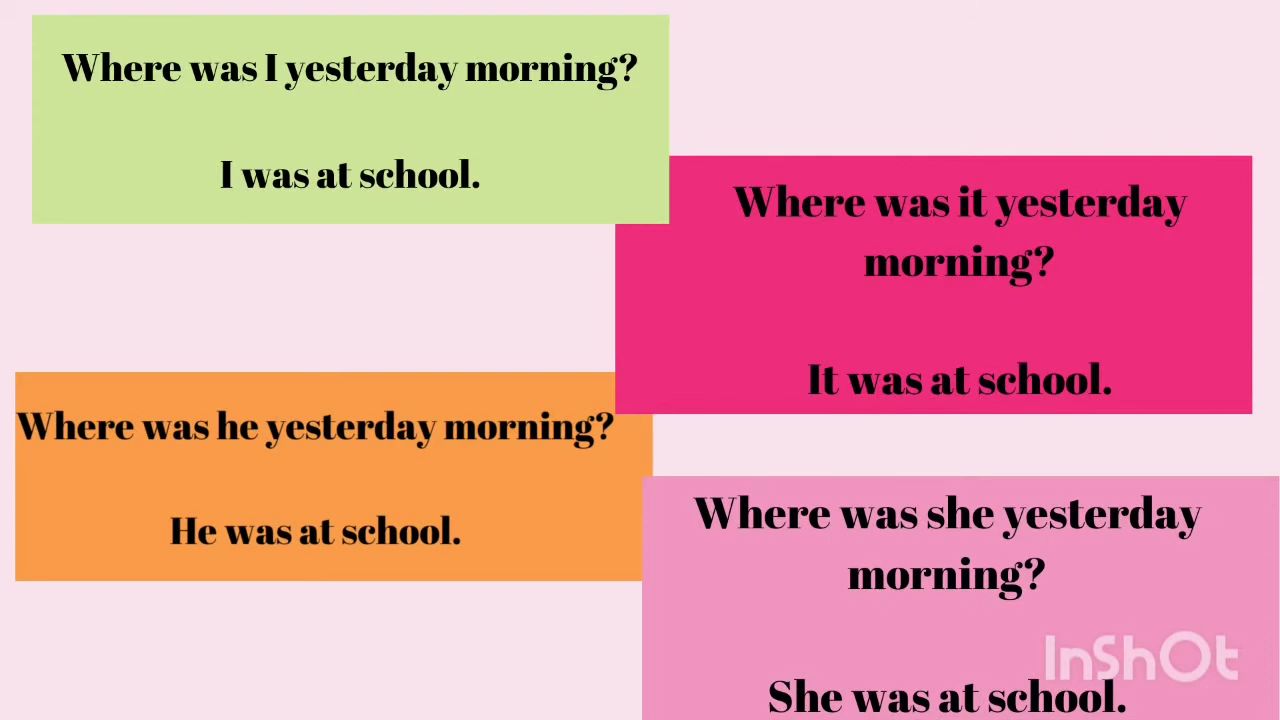 Where was I yesterday morning?
I was at school.
Where was it yesterday
morning?
It was at school.
Where was he yesterday morning?
He was at school.
Where was she yesterday
morning?
She was at school.
InShOt